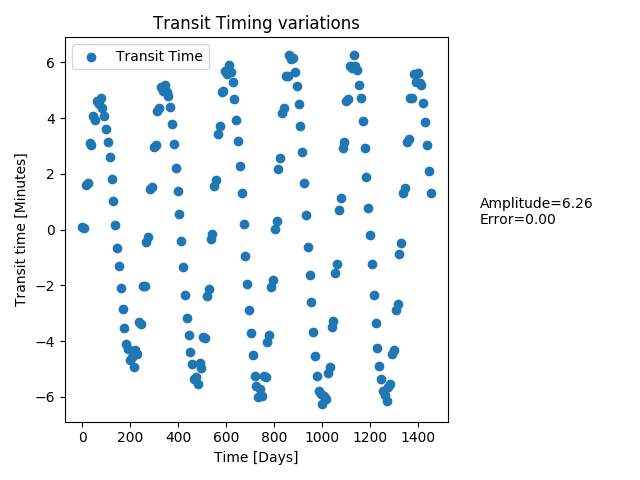 Transit Timing variations
Transit Time
Transit time [Minutes]
6
4
2
0
−2
−4
−6
0 200 400 600 800 1000 1200 1400
Time [Days]
Amplitude=6.26
Error=0.00